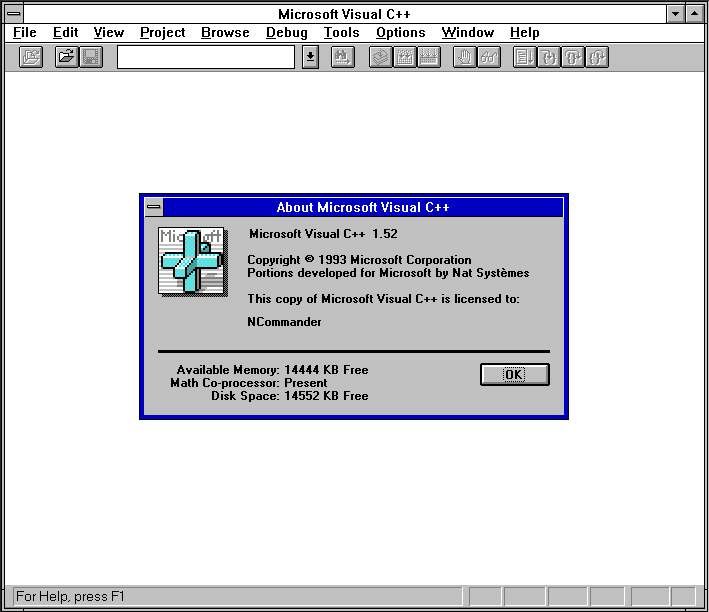 Microsoft Visual C++
File Edit View Project Browse Debug Tools Options Window Help
About Microsoft Visual C++
Microsoft
Microsoft Visual C++ 1.52
Copyright © 1993 Microsoft Corporation
Portions developed for Microsoft by Nat Systèmes
This copy of Microsoft Visual C++ is licensed to:
NCommander
Available Memory: 14444 KB Free
Math Co-processor: Present
Disk Space: 14552 KB Free
OK
For Help, press F1